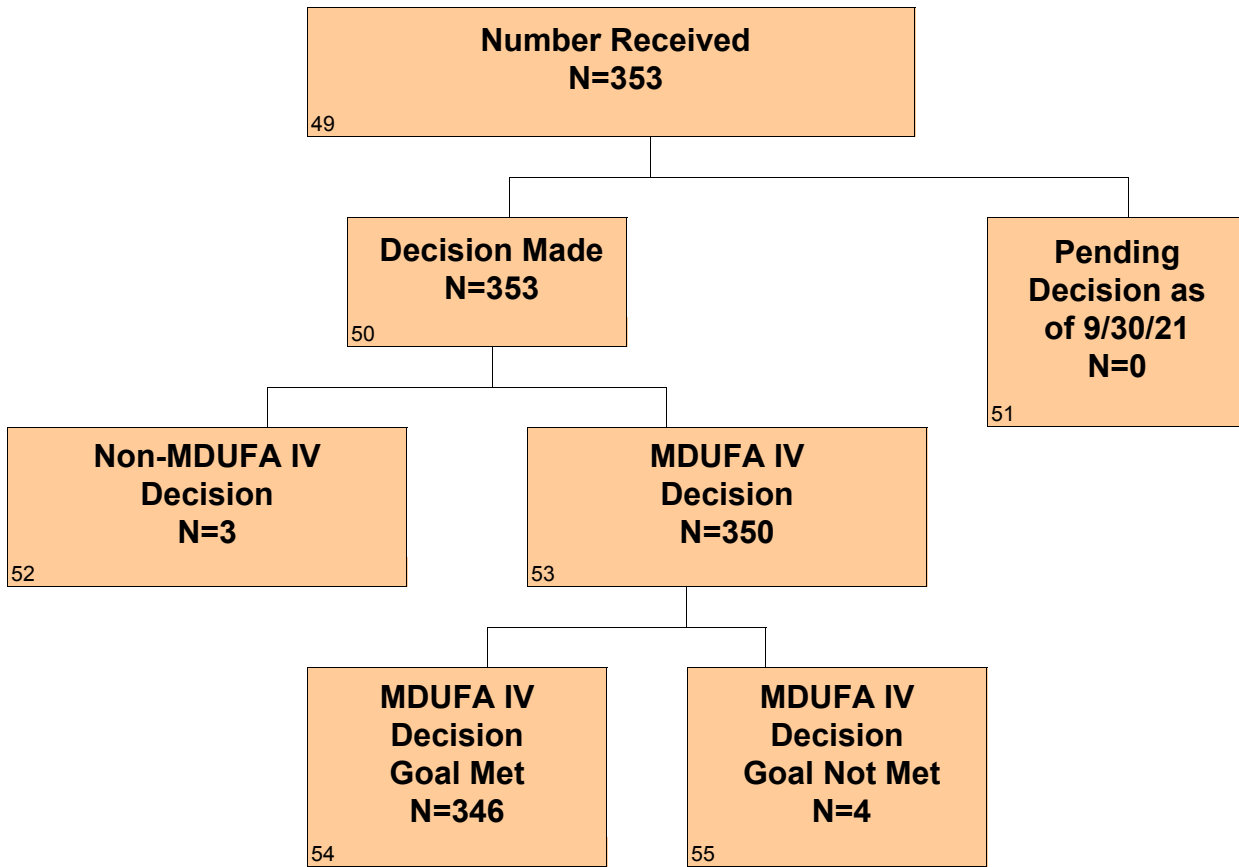 Number Received
N=353
49
Decision Made
N=353
50
Pending
Decision as
of 9/30/21
N=0
51
Non-MDUFA IV
Decision
N=3
52
MDUFA IV
Decision
N=350
53
MDUFA IV
Decision
Goal Met
N=346
54
MDUFA IV
Decision
Goal Not Met
N=4
55